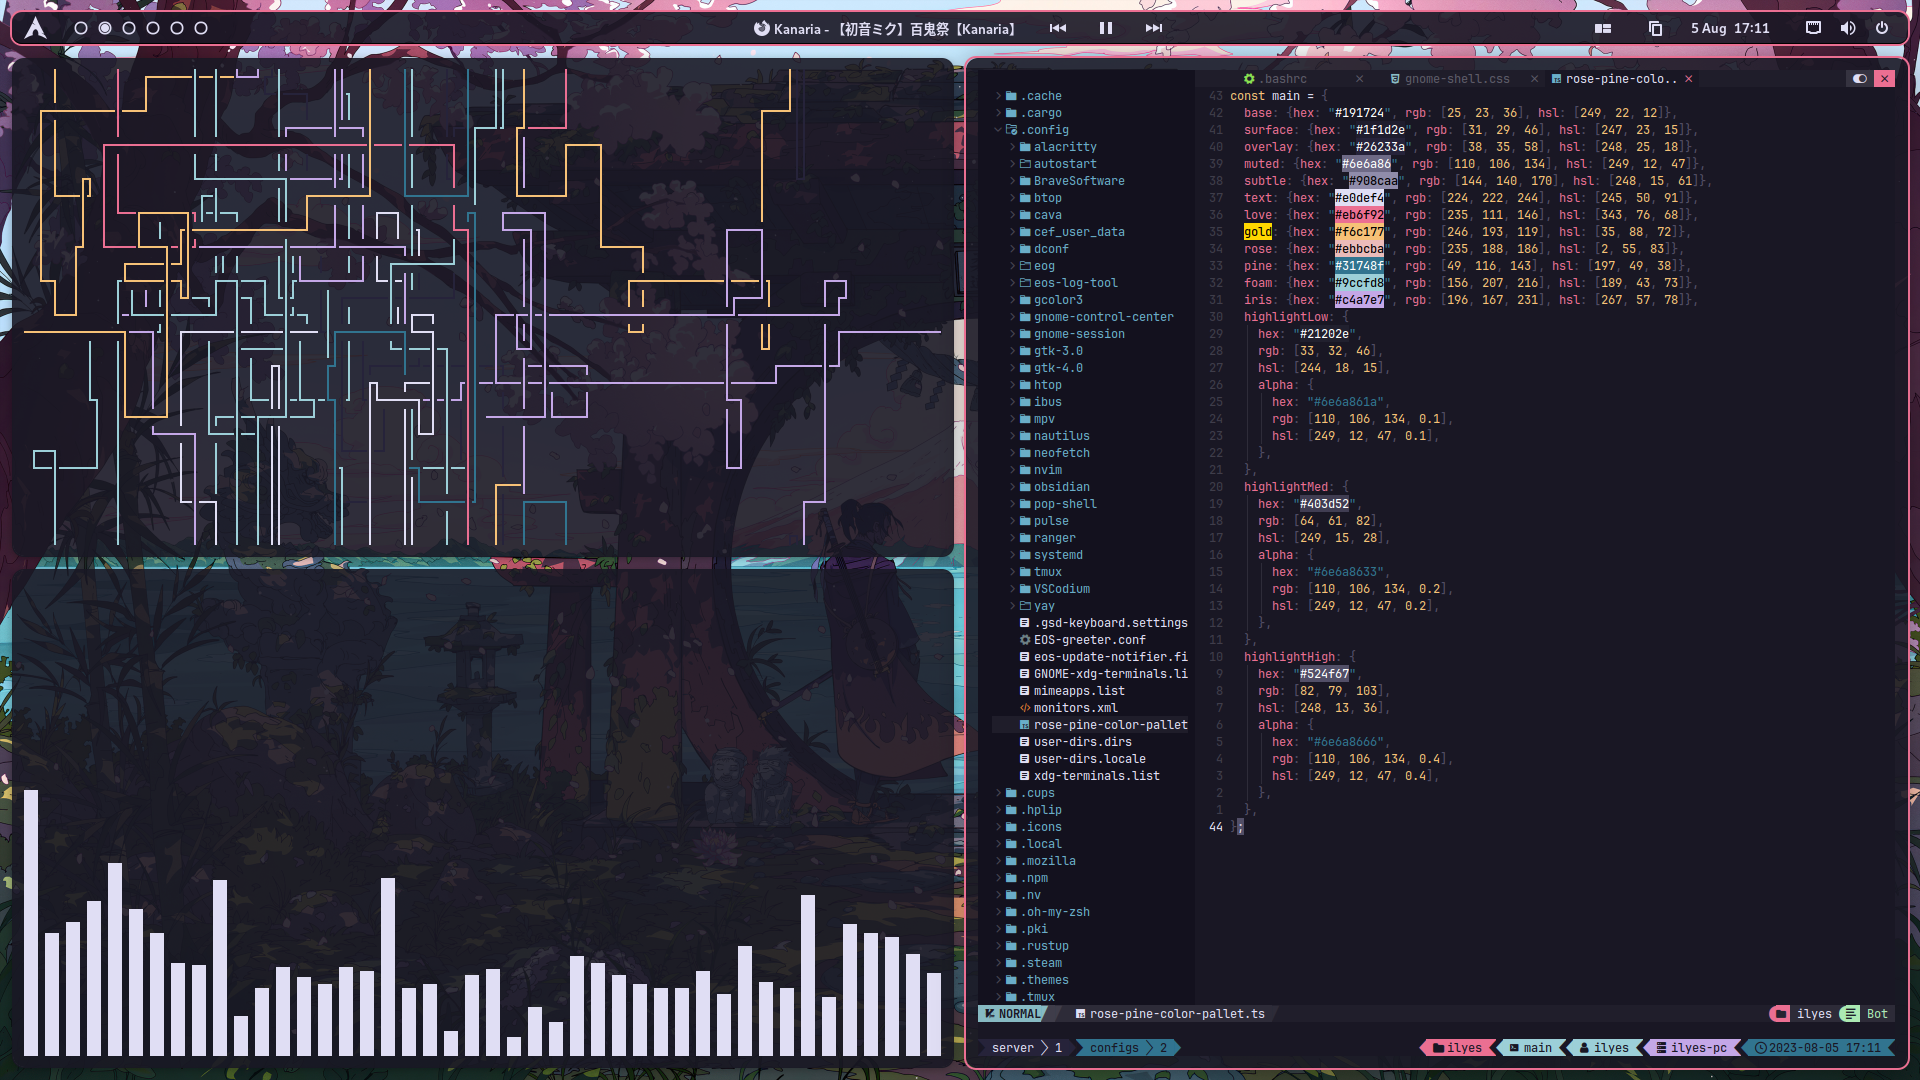 Kanaria - 【初音ミク】百鬼祭【Kanaria】
5 Aug 17:11
.bashrc
gnome-shell.css
rose-pine-colo..
.cache
.cargo
.config
alacritty
autostart
BraveSoftware
btop
cava
cef_user_data
dconf
eog
eos-log-tool
gcolor3
gnome-control-center
gnome-session
gtk-3.0
gtk-4.0
htop
ibus
mpv
nautilus
neofetch
nvim
obsidian
pop-shell
pulse
ranger
systemd
tmux
VSCodium
yay
.gsd-keyboard.settings
EOS-greeter.conf
eos-update-notifier.fi
GNOME-xdg-terminals.li
mimeapps.list
monitors.xml
rose-pine-color-pallet
user-dirs.dirs
user-dirs.locale
xdg-terminals.list
.cups
.hplip
.icons
.local
.mozilla
.npm
.nv
.oh-my-zsh
.pki
.rustup
.steam
.themes
.tmux
43 const main = {
42 base: {hex: "#191724", rgb: [25, 23, 36], hsl: [249, 22, 12]},
41 surface: {hex: "#1f1d2e", rgb: [31, 29, 46], hsl: [247, 23, 15]},
40 overlay: {hex: "#26233a", rgb: [38, 35, 58], hsl: [248, 25, 18]},
39 muted: {hex: "#6e6a86", rgb: [110, 106, 134], hsl: [249, 12, 47]},
38 subtle: {hex: "#908caa", rgb: [144, 140, 170], hsl: [248, 15, 61]},
37 text: {hex: "#e0def4", rgb: [224, 222, 244], hsl: [245, 50, 91]},
36 love: {hex: "#eb6f92", rgb: [235, 111, 146], hsl: [343, 76, 68]},
35 gold: {hex: "#f6c177", rgb: [246, 193, 119], hsl: [35, 88, 72]},
34 rose: {hex: "#ebbcba", rgb: [235, 188, 186], hsl: [2, 55, 83]},
33 pine: {hex: "#31748f", rgb: [49, 116, 143], hsl: [197, 49, 38]},
32 foam: {hex: "#9ccfd8", rgb: [156, 207, 216], hsl: [189, 43, 73]},
31 iris: {hex: "#c4a7e7", rgb: [196, 167, 231], hsl: [267, 57, 78]},
30 highlightLow: {
29 hex: "#21202e",
28 rgb: [33, 32, 46],
27 hsl: [244, 18, 15],
26 alpha: {
25 hex: "#6e6a861a",
24 rgb: [110, 106, 134, 0.1],
23 hsl: [249, 12, 47, 0.1],
22 },
21 },
20 highlightMed: {
19 hex: "#403d52",
18 rgb: [64, 61, 82],
17 hsl: [249, 15, 28],
16 alpha: {
15 hex: "#6e6a8633",
14 rgb: [110, 106, 134, 0.2],
13 hsl: [249, 12, 47, 0.2],
12 },
11 },
10 highlightHigh: {
9 hex: "#524f67",
8 rgb: [82, 79, 103],
7 hsl: [248, 13, 36],
6 alpha: {
5 hex: "#6e6a8666",
4 rgb: [110, 106, 134, 0.4],
3 hsl: [249, 12, 47, 0.4],
2 },
1 },
44 };
NORMAL rose-pine-color-pallet.ts ilyes Bot
server 1 configs 2 ilyes main ilyes ilyes-pc 2023-08-05 17:11